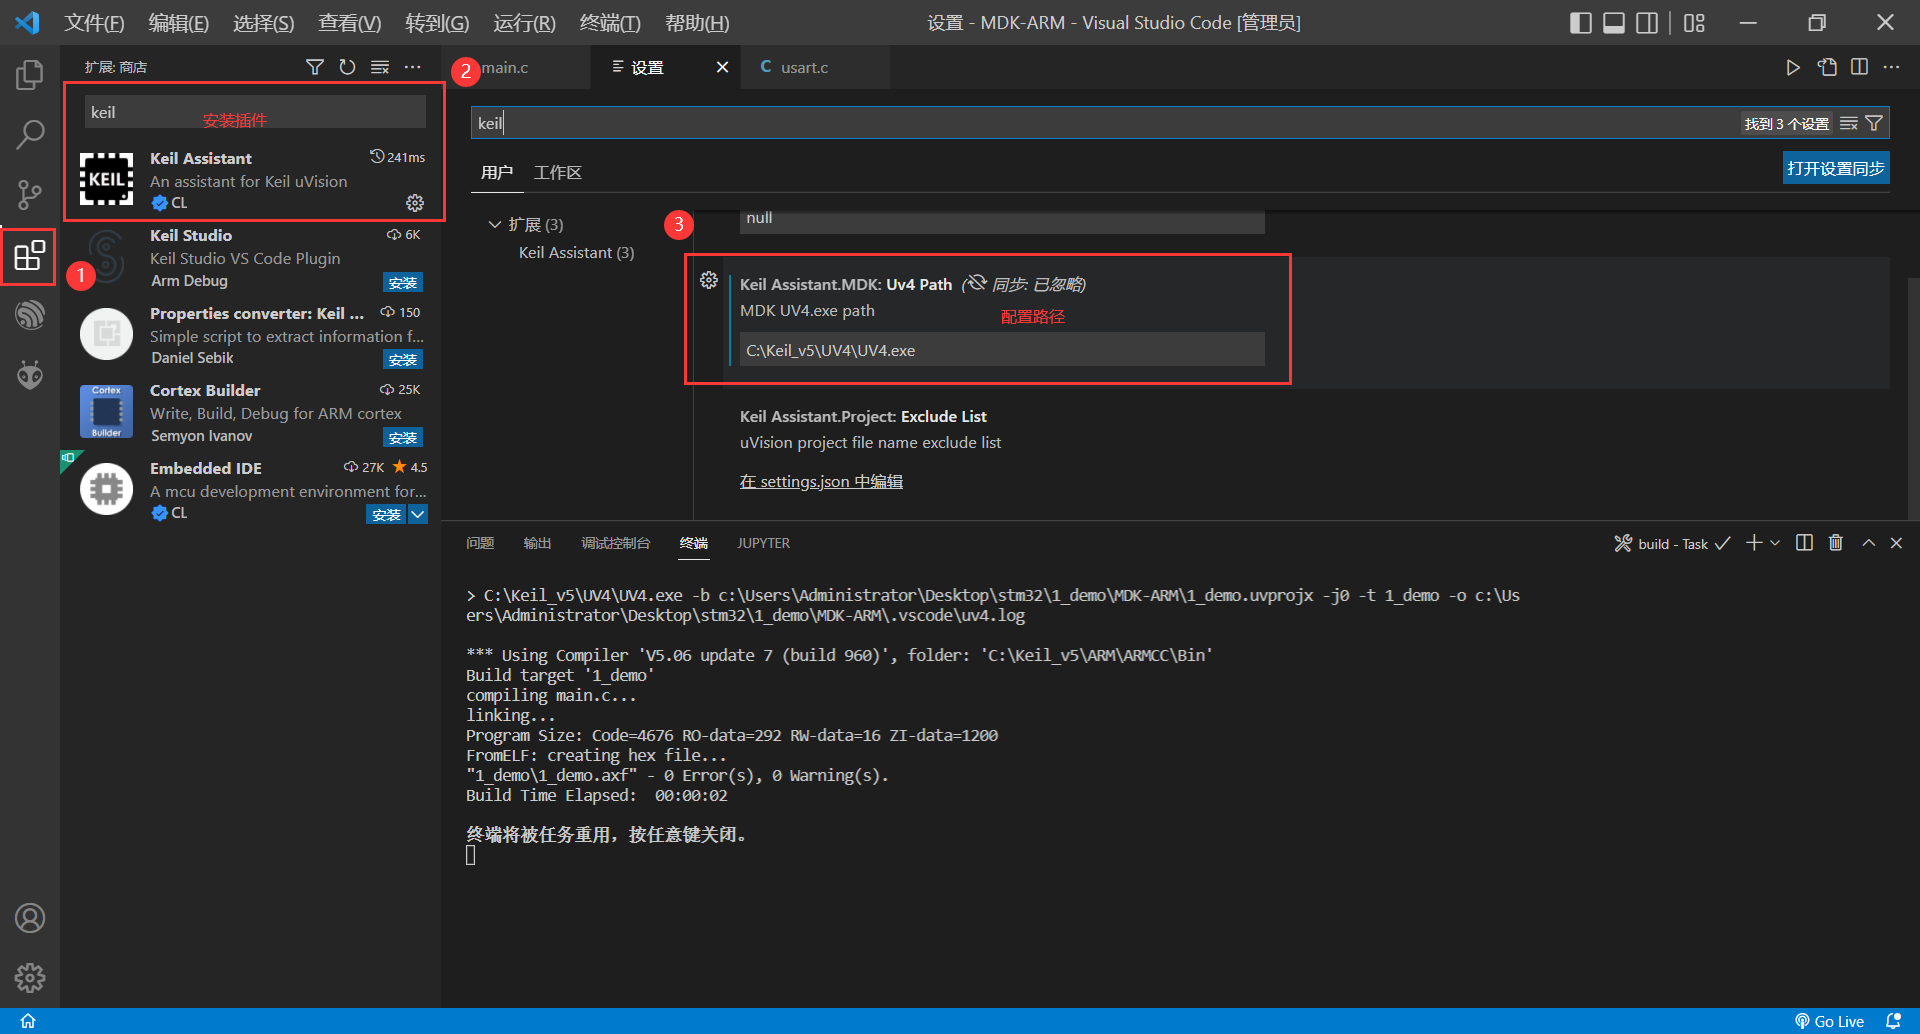 文件(F) 编辑(E) 选择(S) 查看(V) 转到(G) 运行(R) 终端(T) 帮助(H)
设置 - MDK-ARM - Visual Studio Code [管理员]
扩展: 商店
keil
安装插件
KEIL
Keil Assistant
241ms
An assistant for Keil uVision
CL
Keil Studio
6K
Keil Studio VS Code Plugin
Arm Debug
安装
1
Properties converter: Keil ...
150
Simple script to extract information f...
Daniel Sebik
安装
Cortex
Builder
Cortex Builder
25K
Write, Build, Debug for ARM cortex
Semyon Ivanov
安装
Embedded IDE
27K
4.5
A mcu development environment for...
CL
安装
2
main.c
设置
C usart.c
keil
找到 3 个设置
用户 工作区
打开设置同步
扩展 (3)
Keil Assistant (3)
3
null
Keil Assistant.MDK: Uv4 Path (同步: 已忽略)
MDK UV4.exe path
配置路径
C:\Keil_v5\UV4\UV4.exe
Keil Assistant.Project: Exclude List
uVision project file name exclude list
在 settings.json 中编辑
问题 输出 调试控制台 终端 JUPYTER
build - Task
> C:\Keil_v5\UV4\UV4.exe -b c:\Users\Administrator\Desktop\stm32\1_demo\MDK-ARM\1_demo.uvprojx -j0 -t 1_demo -o c:\Us
ers\Administrator\Desktop\stm32\1_demo\MDK-ARM\.vscode\uv4.log
*** Using Compiler 'V5.06 update 7 (build 960)', folder: 'C:\Keil_v5\ARM\ARMCC\Bin'
Build target '1_demo'
compiling main.c...
linking...
Program Size: Code=4676 RO-data=292 RW-data=16 ZI-data=1200
FromELF: creating hex file...
"1_demo\1_demo.axf" - 0 Error(s), 0 Warning(s).
Build Time Elapsed:  00:00:02
终端将被任务重用，按任意键关闭。
Go Live